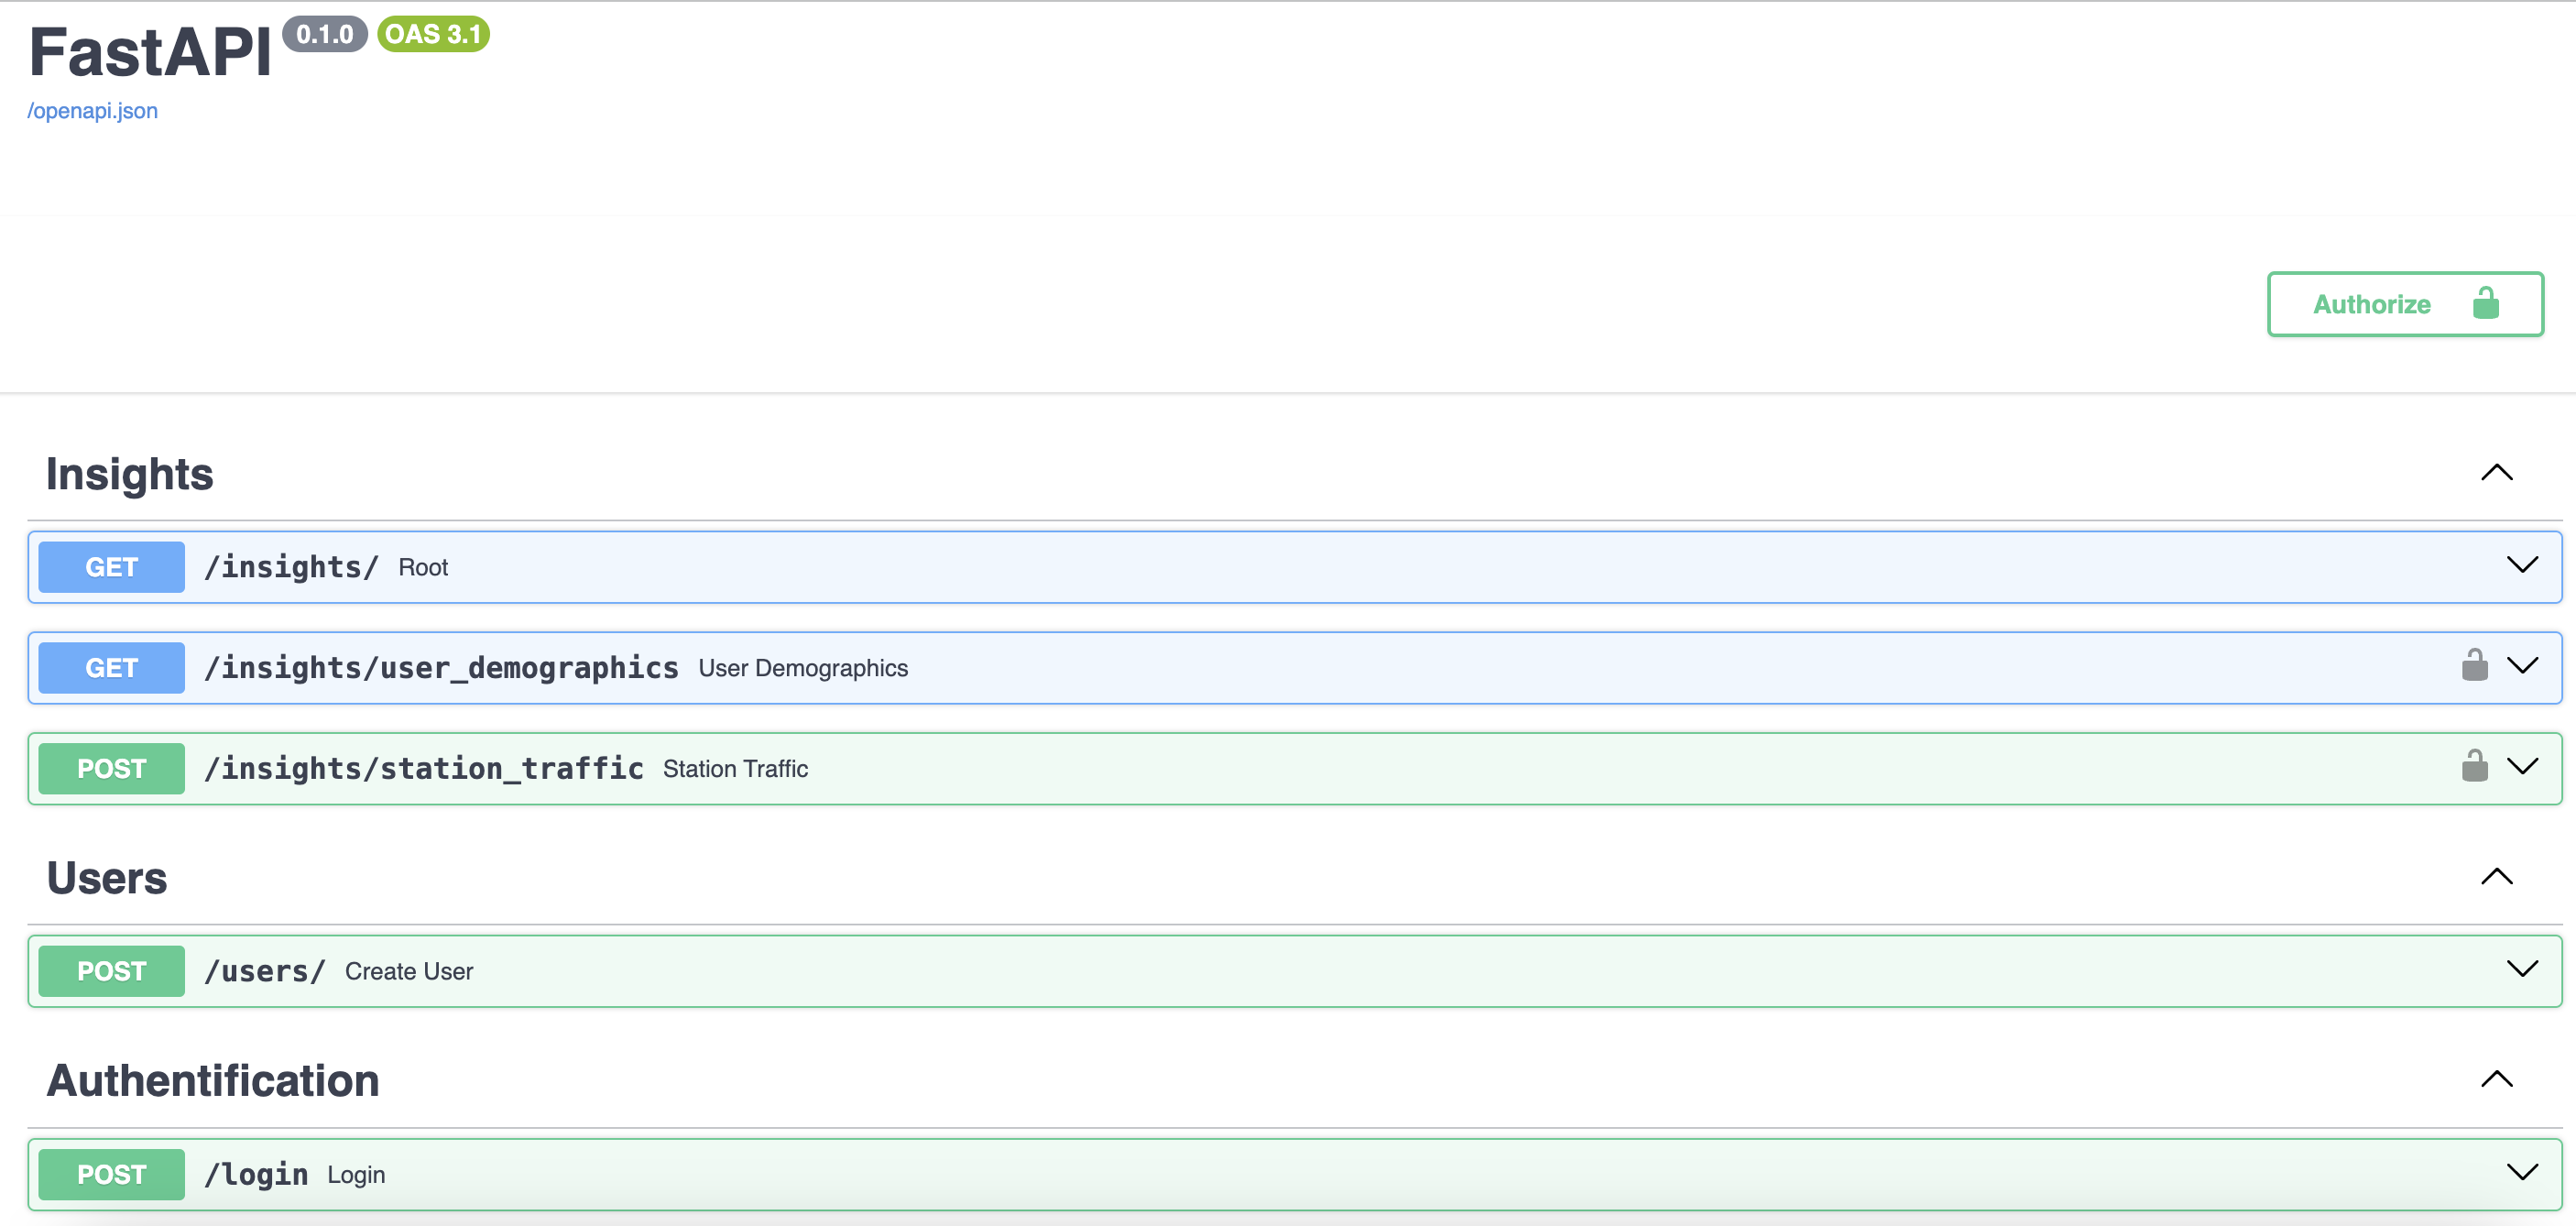 FastAPI 0.1.0 OAS 3.1
/openapi.json
Authorize
Insights
GET /insights/ Root
GET /insights/user_demographics User Demographics
POST /insights/station_traffic Station Traffic
Users
POST /users/ Create User
Authentification
POST /login Login